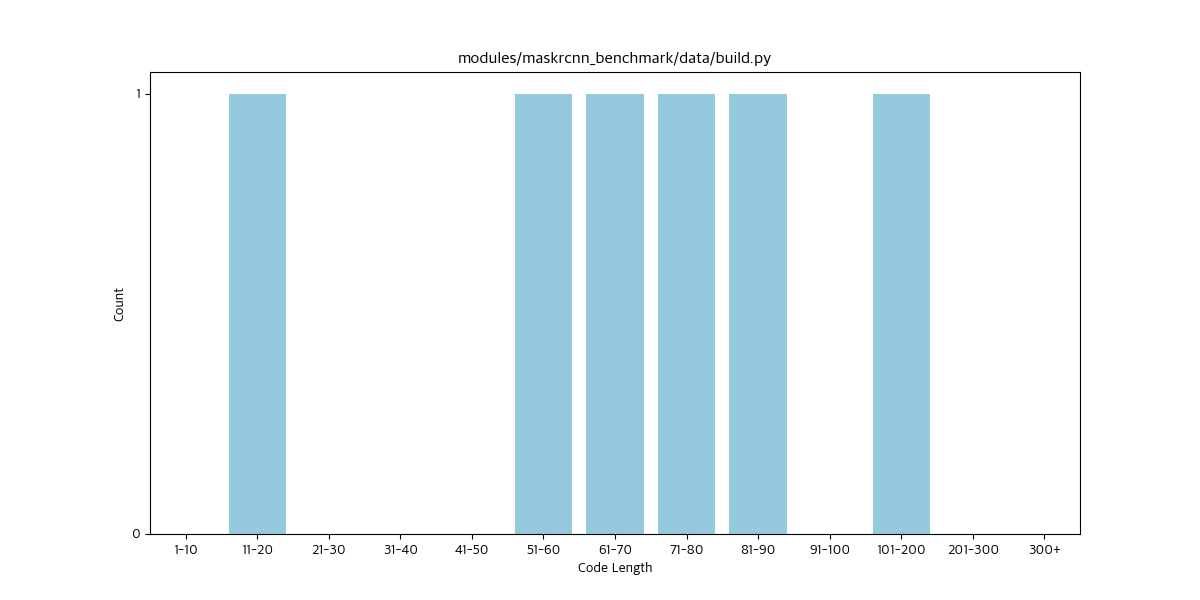 modules/maskrcnn_benchmark/data/build.py
1
0
Count
1-10 11-20 21-30 31-40 41-50 51-60 61-70 71-80 81-90 91-100 101-200 201-300 300+
Code Length